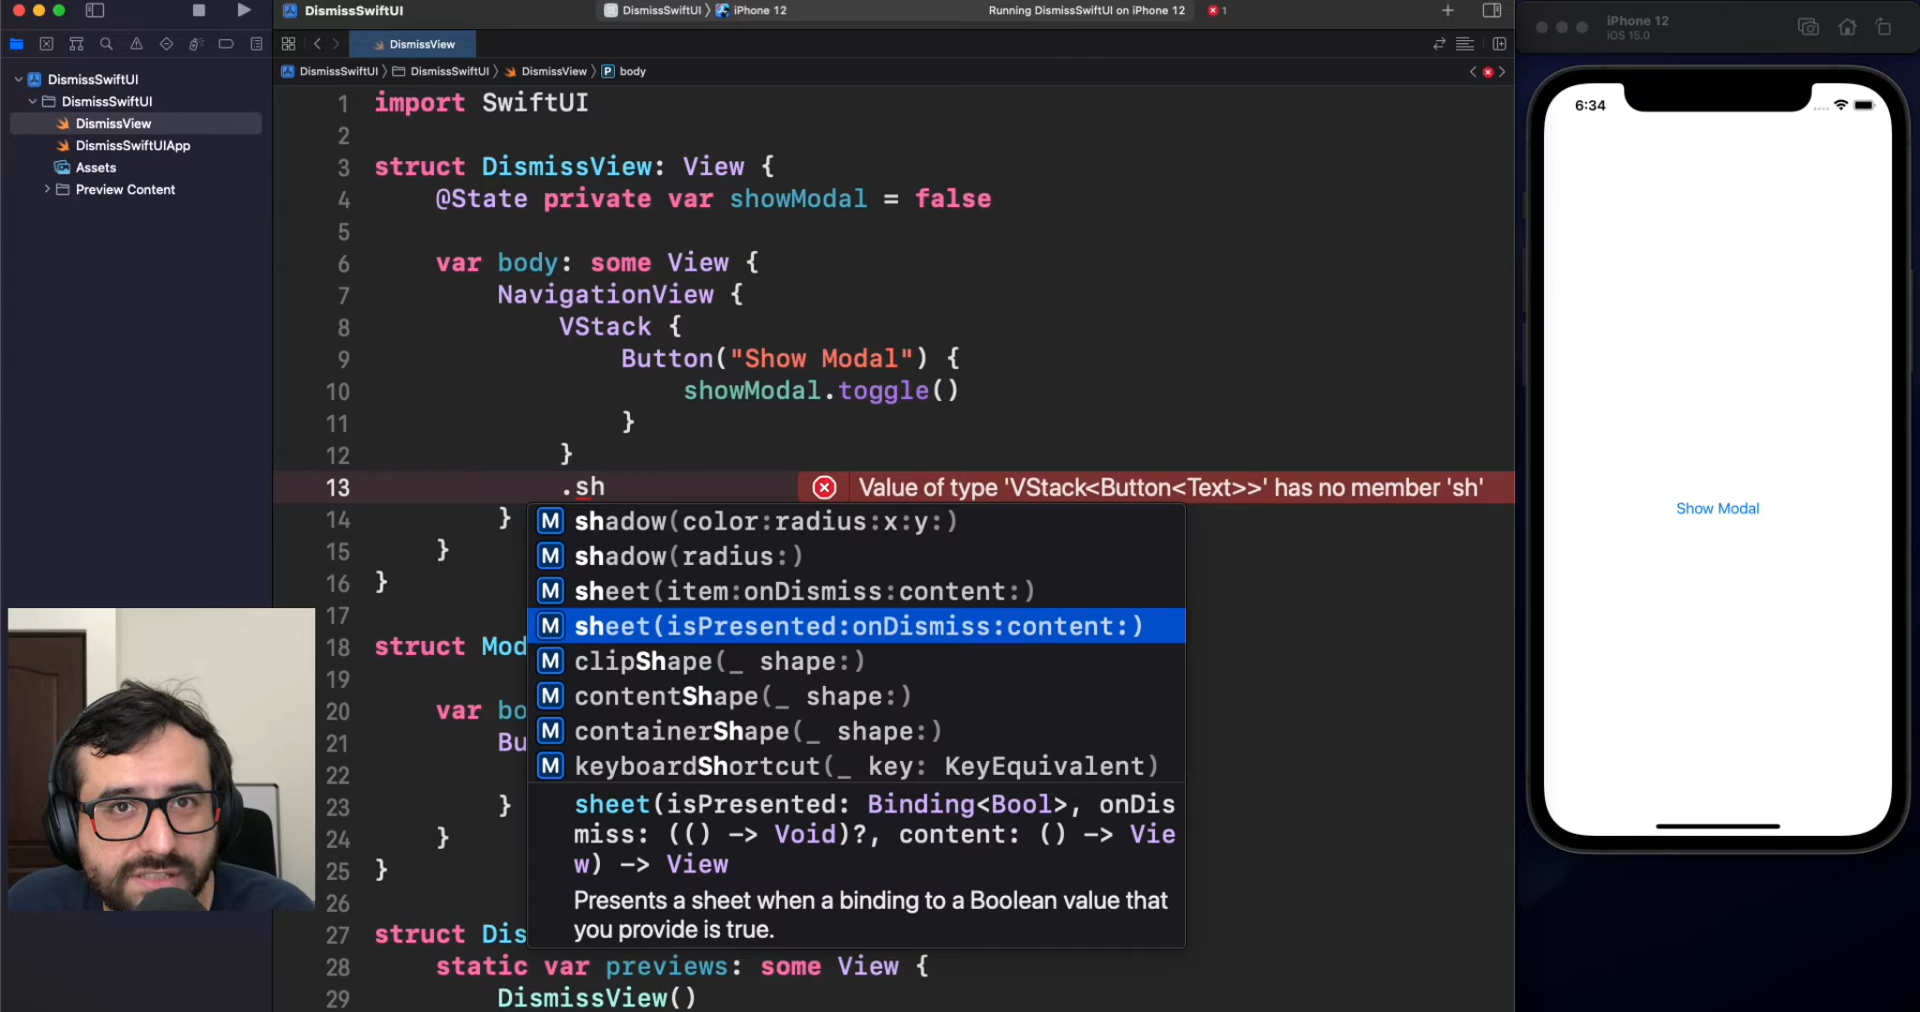 DismissSwiftUI
DismissSwiftUI
iPhone 12
Running DismissSwiftUI on iPhone 12
1
DismissView
DismissSwiftUI
DismissSwiftUI
DismissView
P
body
DismissSwiftUI
DismissSwiftUI
DismissView
DismissSwiftUIApp
Assets
Preview Content
1 import SwiftUI
2
3 struct DismissView: View {
4 @State private var showModal = false
5
6 var body: some View {
7 NavigationView {
8 VStack {
9 Button("Show Modal") {
10 showModal.toggle()
11 }
12 }
13 .sh Value of type 'VStack<Button<Text>>' has no member 'sh'
14 }
15 }
16 }
17
18 struct Mod
19
20 var bo
21 Bu
22
23 }
24 }
25 }
26
27 struct Dis
28 static var previews: some View {
29 DismissView()
M shadow(color:radius:x:y:)
M shadow(radius:)
M sheet(item:onDismiss:content:)
M sheet(isPresented:onDismiss:content:)
M clipShape(_ shape:)
M contentShape(_ shape:)
M containerShape(_ shape:)
M keyboardShortcut(_ key: KeyEquivalent)
sheet(isPresented: Binding<Bool>, onDis
miss: (() -> Void)?, content: () -> Vie
w) -> View
Presents a sheet when a binding to a Boolean value that
you provide is true.
iPhone 12
iOS 15.0
6:34
Show Modal